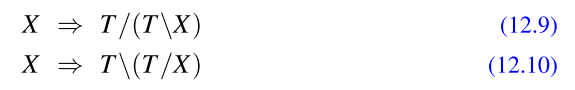 X ⇒ T/(T\X) (12.9)
X ⇒ T\(T/X) (12.10)